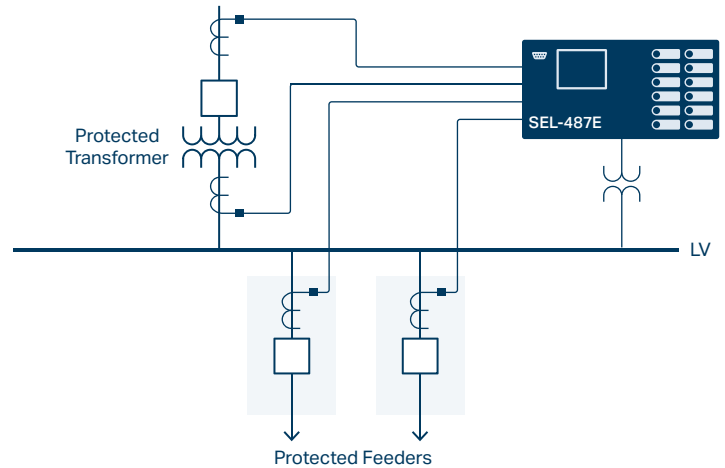 SEL-487E
Protected
Transformer
LV
Protected Feeders